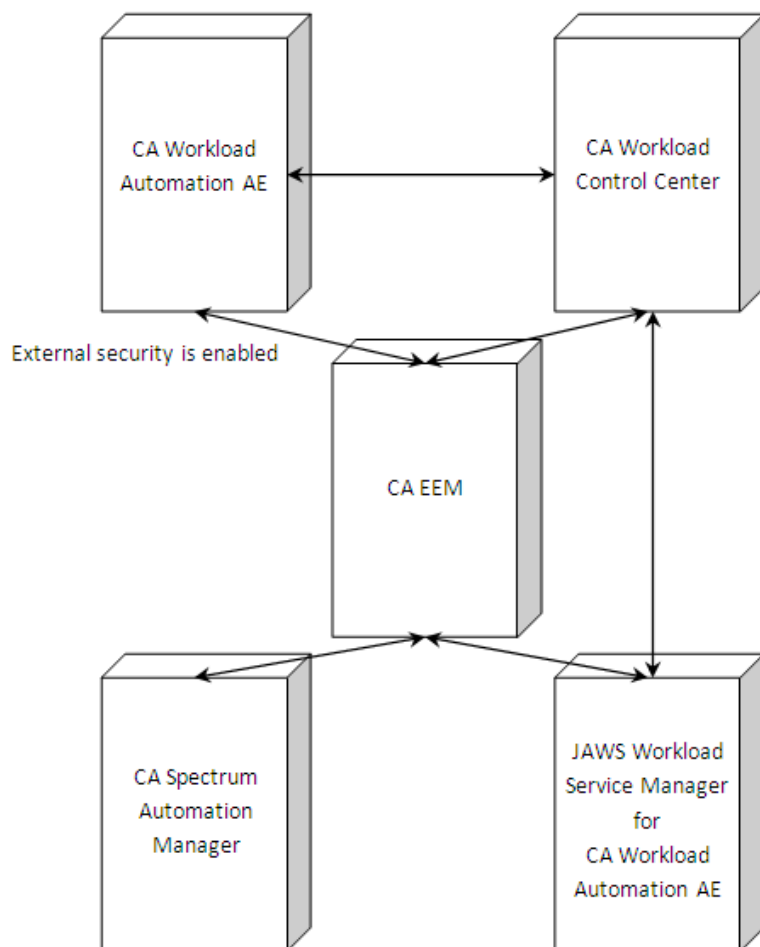 CA Workload
Automation AE
CA Workload
Control Center
External security is enabled
CA EEM
CA Spectrum
Automation
Manager
JAWS Workload
Service Manager
for
CA Workload
Automation AE